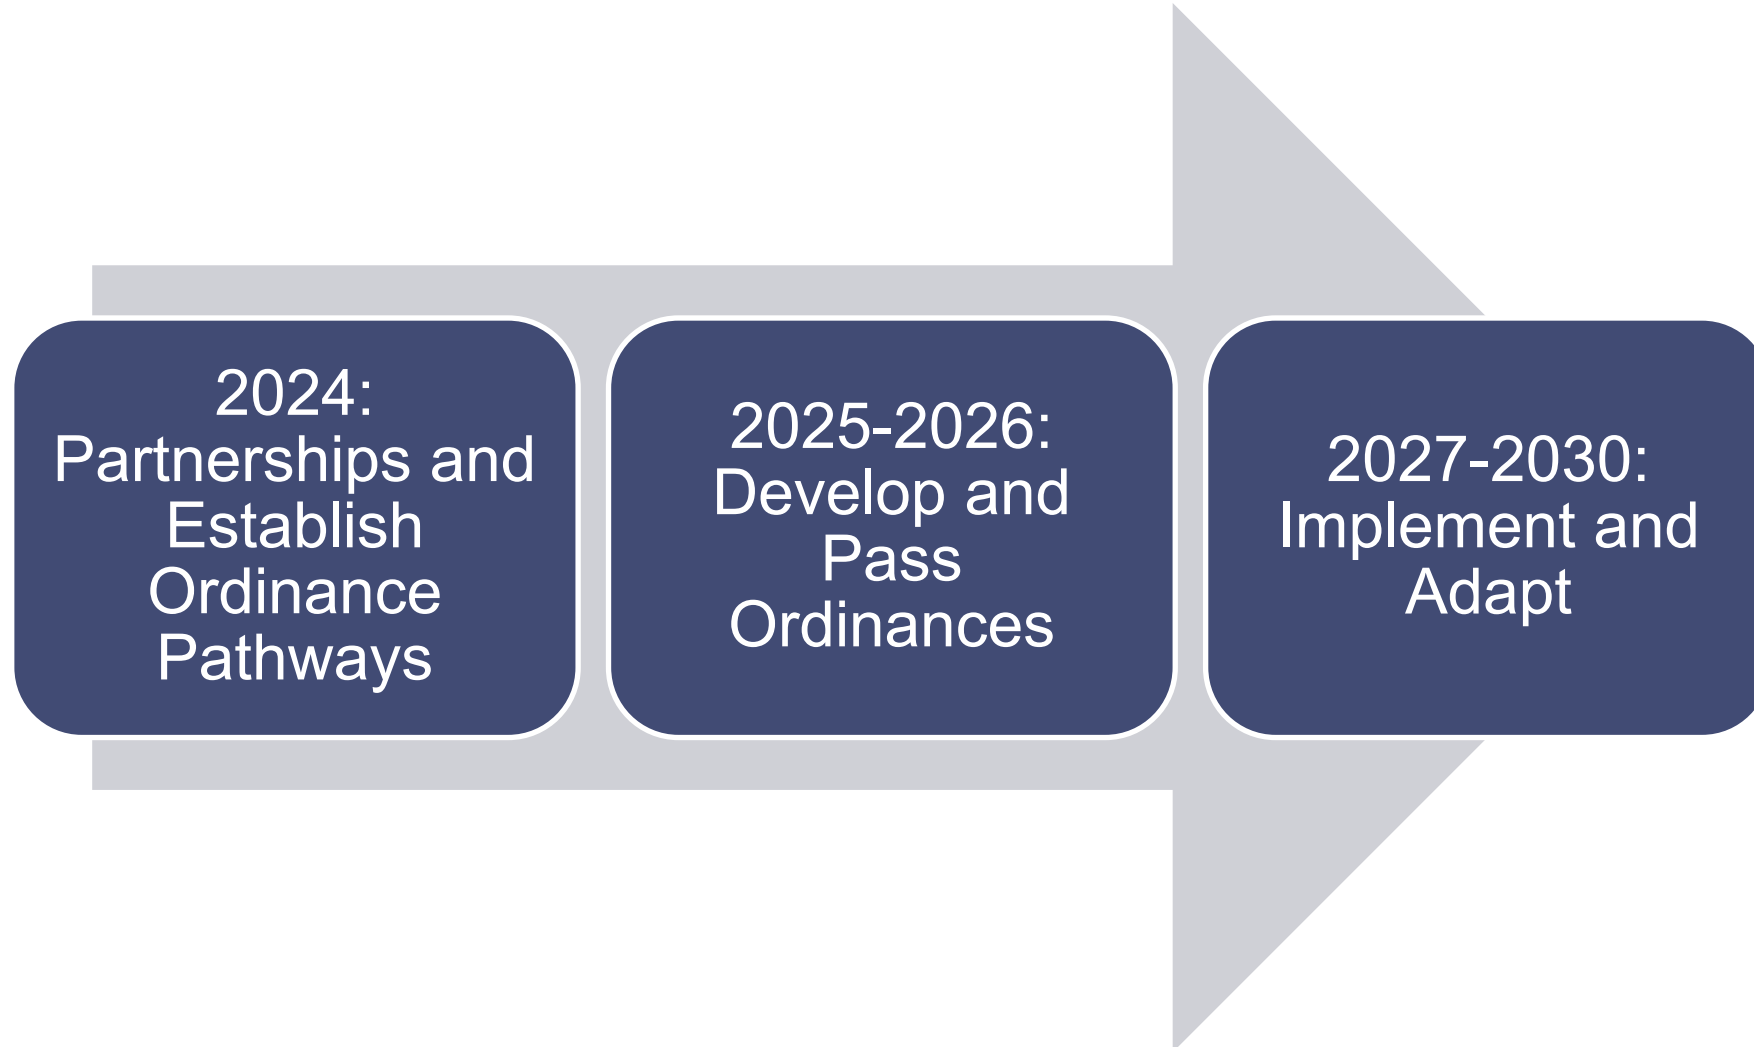 2024:
Partnerships and
Establish
Ordinance
Pathways
2025-2026:
Develop and
Pass
Ordinances
2027-2030:
Implement and
Adapt